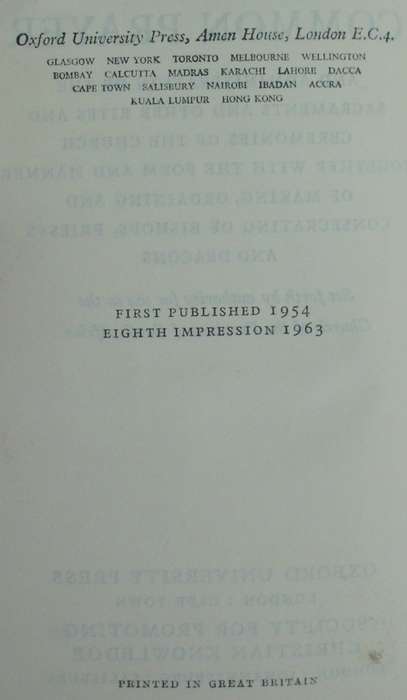 Oxford University Press, Amen House, London E.C.4.
GLASGOW NEW YORK TORONTO MELBOURNE WELLINGTON
BOMBAY CALCUTTA MADRAS KARACHI LAHORE DACCA
CAPE TOWN SALISBURY NAIROBI IBADAN ACCRA
KUALA LUMPUR HONG KONG
FIRST PUBLISHED 1954
EIGHTH IMPRESSION 1963
PRINTED IN GREAT BRITAIN